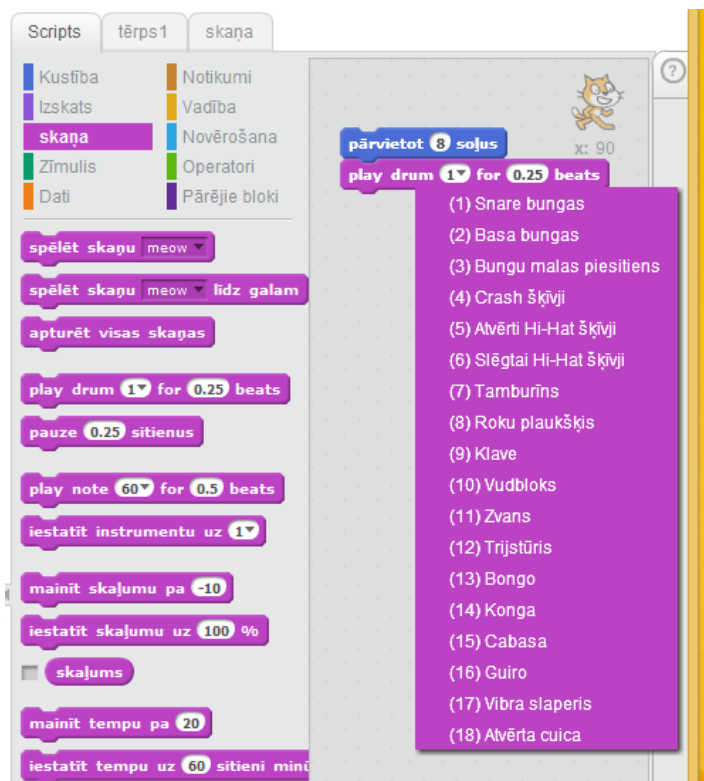 Scripts tērps1 skaņa
Kustība Notikumi
Izskats Vadība
skaņa Novērošana
Zīmulis Operatori
Dati Pārējie bloki
spēlēt skaņu meow
spēlēt skaņu meow līdz galam
apturēt visas skaņas
play drum 1 for 0.25 beats
pauze 0.25 sitienus
play note 60 for 0.5 beats
iestatīt instrumentu uz 1
mainīt skaļumu pa -10
iestatīt skaļumu uz 100 %
skaļums
mainīt tempu pa 20
iestatīt tempu uz 60 sitieni minū
?
x: 90
pārvietot 8 soļus
play drum 1 for 0.25 beats
(1) Snare bungas
(2) Basa bungas
(3) Bungu malas piesitiens
(4) Crash šķīvji
(5) Atvērti Hi-Hat šķīvji
(6) Slēgtai Hi-Hat šķīvji
(7) Tamburīns
(8) Roku plaukšķis
(9) Klave
(10) Vudbloks
(11) Zvans
(12) Trijstūris
(13) Bongo
(14) Konga
(15) Cabasa
(16) Guiro
(17) Vibra slaperis
(18) Atvērta cuica